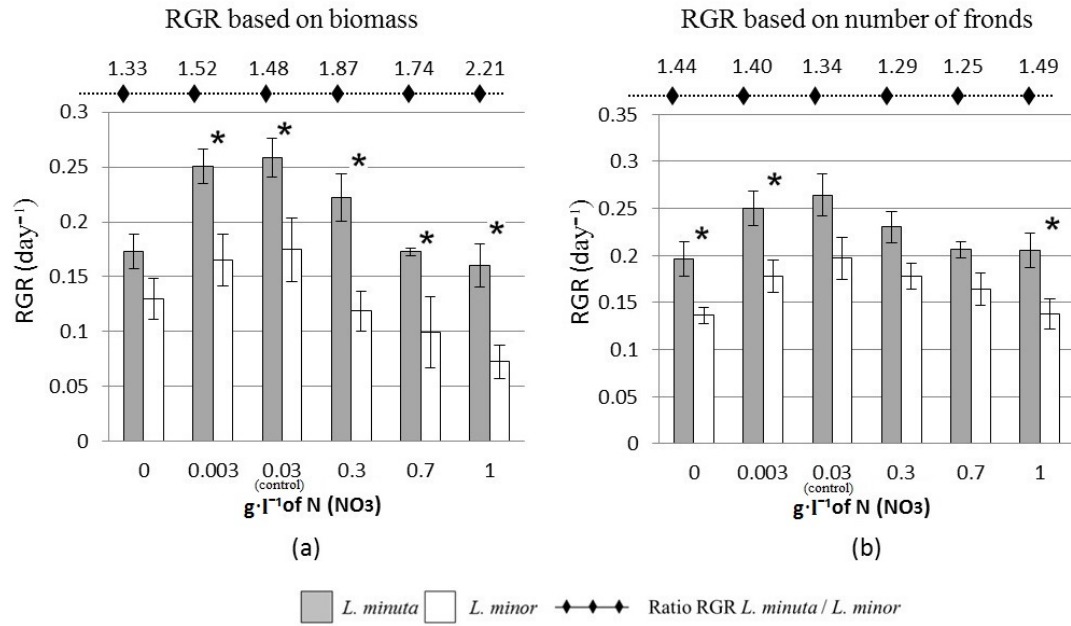 RGR based on biomass
1.33 1.52 1.48 1.87 1.74 2.21
0.3
0.25
0.2
0.15
0.1
0.05
0
RGR (day⁻¹)
* * * * *
0 0.003 0.03 0.3 0.7 1
(control)
g·l⁻¹of N (NO3)
(a)
RGR based on number of fronds
1.44 1.40 1.34 1.29 1.25 1.49
0.35
0.3
0.25
0.2
0.15
0.1
0.05
0
RGR (day⁻¹)
* * *
0 0.003 0.03 0.3 0.7 1
(control)
g·l⁻¹of N (NO3)
(b)
L. minuta L. minor Ratio RGR L. minuta / L. minor